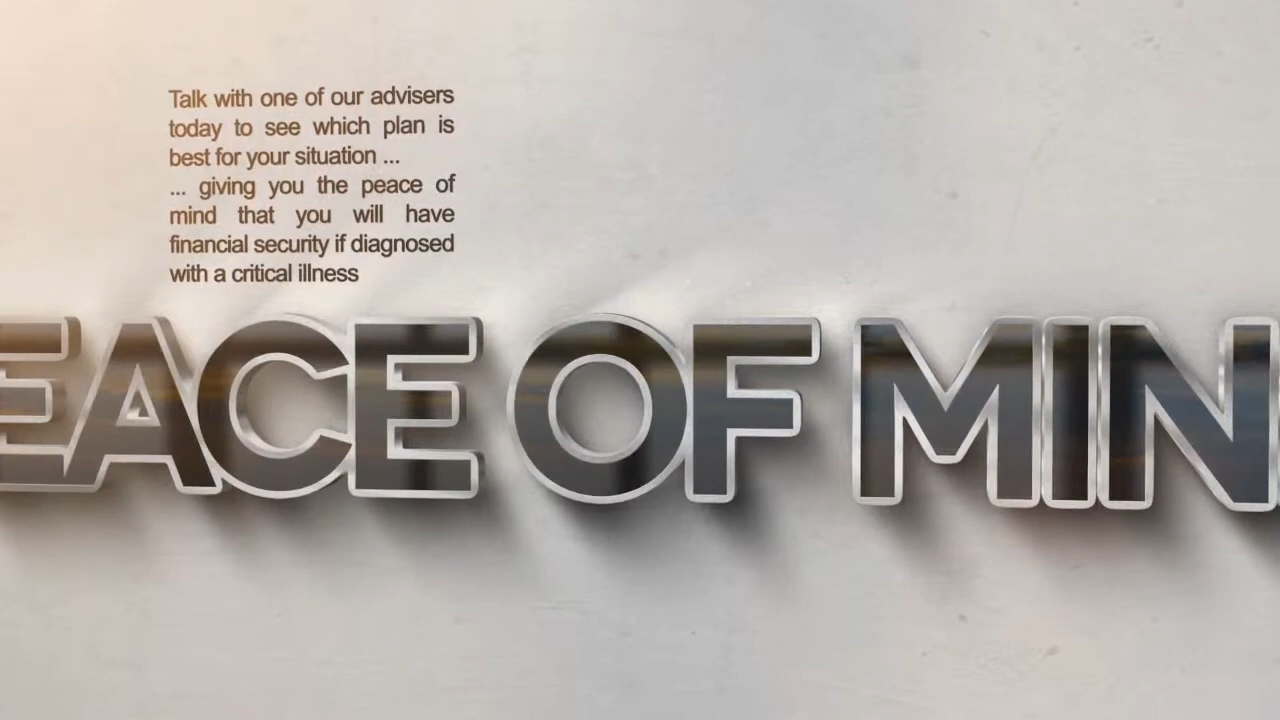 Talk with one of our advisers
today to see which plan is
best for your situation ...
... giving you the peace of
mind that you will have
financial security if diagnosed
with a critical illness
EACE OF MIN